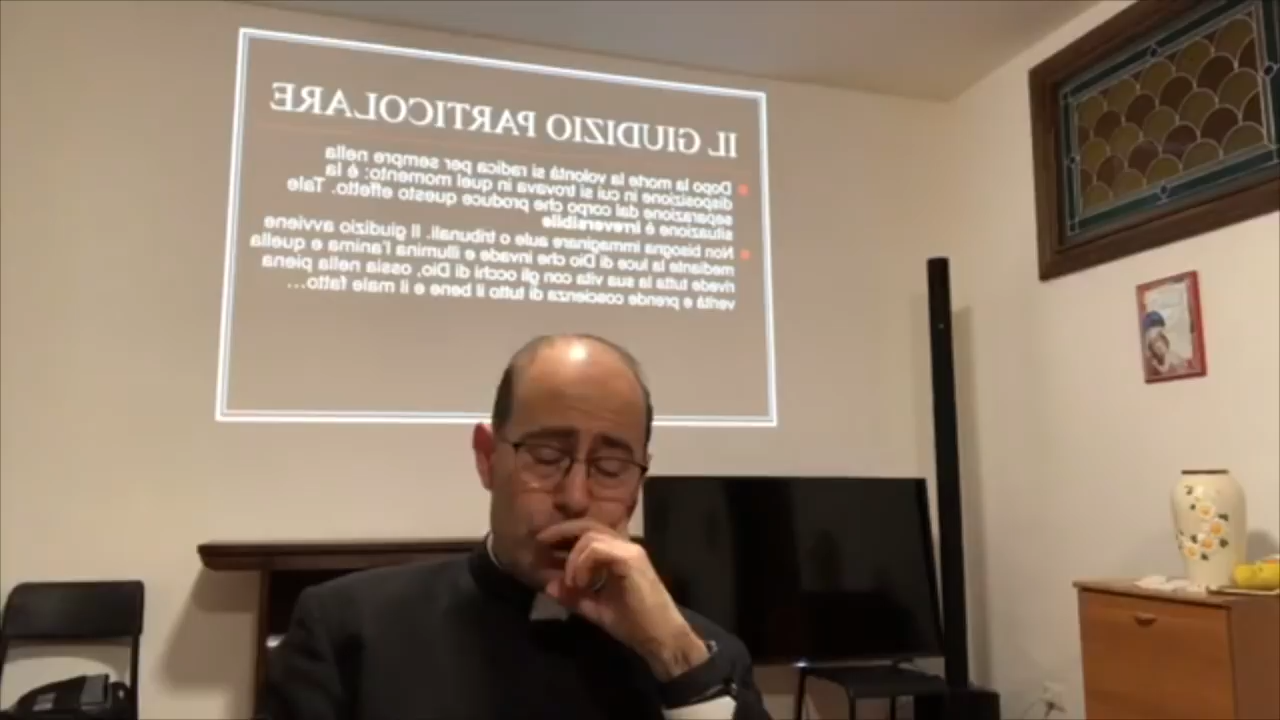 IL GIUDIZIO PARTICOLARE
Dopo la morte la volontà si radica per sempre nella
disposizione in cui si trovava in quel momento: è la
separazione dal corpo che produce questo effetto. Tale
situazione è irreversibile
Non bisogna immaginare aule o tribunali. Il giudizio avviene
mediante la luce di Dio che invade e illumina l'anima e quella
rivede tutta la sua vita con gli occhi di Dio, ossia nella piena
verità e prende coscienza di tutto il bene e il male fatto...